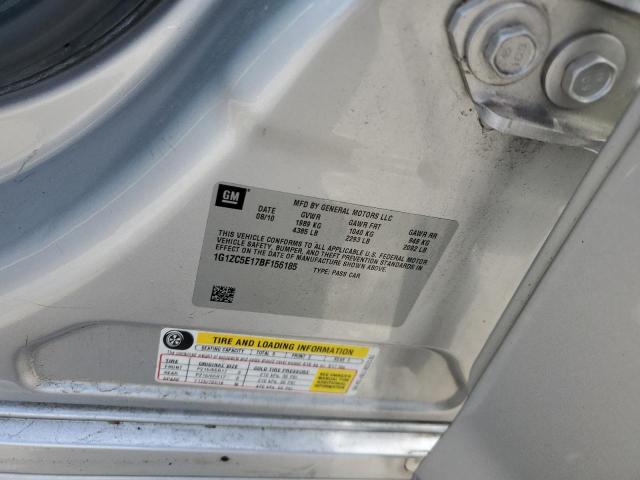 GM
MFD BY GENERAL MOTORS LLC
DATE GVWR GAWR FRT GAWR RR
08/10 1989 KG 1040 KG 949 KG
4385 LB 2293 LB 2092 LB
THIS VEHICLE CONFORMS TO ALL APPLICABLE U.S. FEDERAL MOTOR
VEHICLE SAFETY, BUMPER, AND THEFT PREVENTION STANDARDS IN
EFFECT ON THE DATE OF MANUFACTURE SHOWN ABOVE.
1G1ZC5E17BF156185 TYPE: PASS CAR
TIRE AND LOADING INFORMATION
SEATING CAPACITY TOTAL 5 FRONT 2 REAR 3
TIRE ORIGINAL SIZE COLD TIRE PRESSURE
FRONT
REAR
SPARE
SEE OWNER'S
MANUAL FOR
ADDITIONAL
INFORMATION